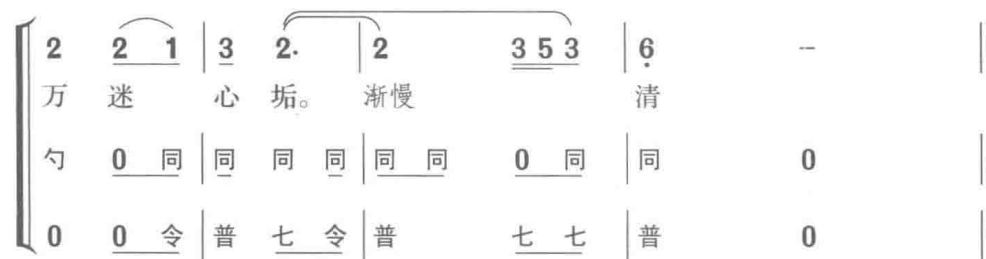 2 2 1 | 3 2. | 2 3 5 3 | 6 - |
万 迷 心 垢。 渐慢 清
勺 0 同 | 同 同 同 | 同 同 0 同 | 同 0 |
0 0 令 | 普 七 令 | 普 七 七 | 普 0 |